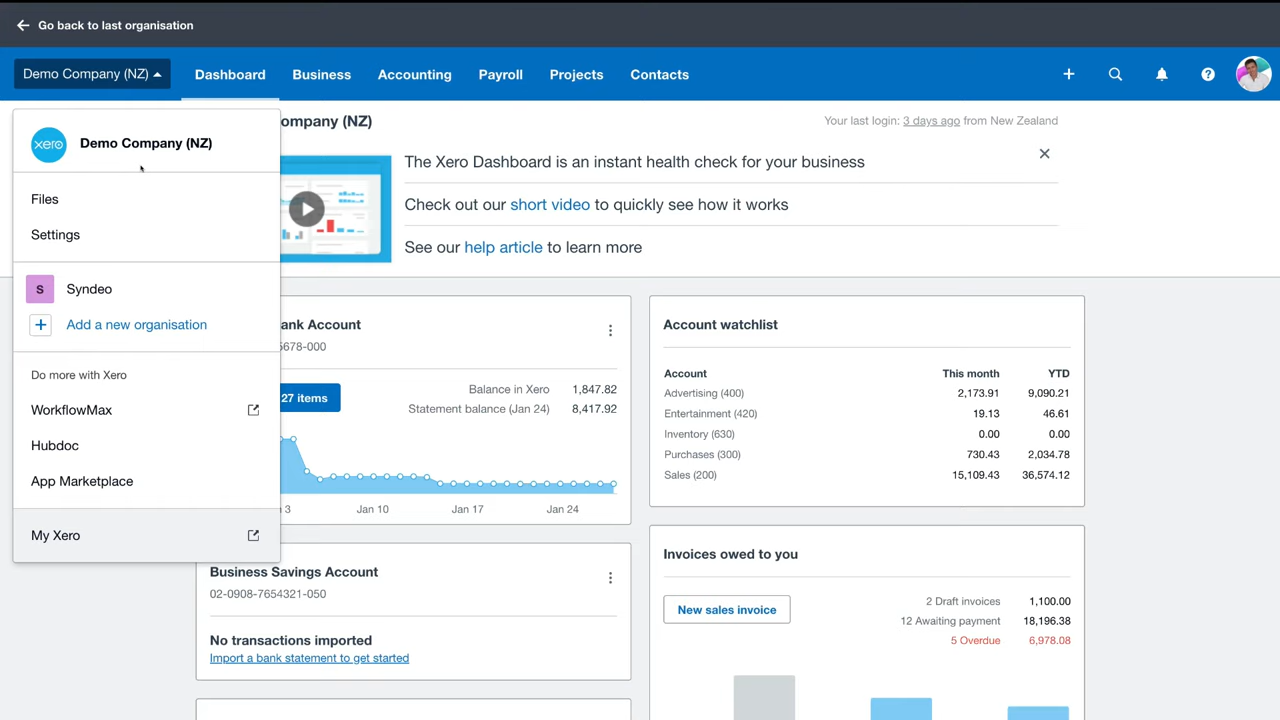 Go back to last organisation
Demo Company (NZ)
Dashboard
Business
Accounting
Payroll
Projects
Contacts
xero
Demo Company (NZ)
Files
Settings
S
Syndeo
Add a new organisation
Do more with Xero
WorkflowMax
Hubdoc
App Marketplace
My Xero
ompany (NZ)
Your last login: 3 days ago from New Zealand
The Xero Dashboard is an instant health check for your business
Check out our short video to quickly see how it works
See our help article to learn more
ank Account
5678-000
27 items
Balance in Xero 1,847.82
Statement balance (Jan 24) 8,417.92
3 Jan 10 Jan 17 Jan 24
Business Savings Account
02-0908-7654321-050
No transactions imported
Import a bank statement to get started
Account watchlist
Account This month YTD
Advertising (400) 2,173.91 9,090.21
Entertainment (420) 19.13 46.61
Inventory (630) 0.00 0.00
Purchases (300) 730.43 2,034.78
Sales (200) 15,109.43 36,574.12
Invoices owed to you
New sales invoice
2 Draft invoices 1,100.00
12 Awaiting payment 18,196.38
5 Overdue 6,978.08